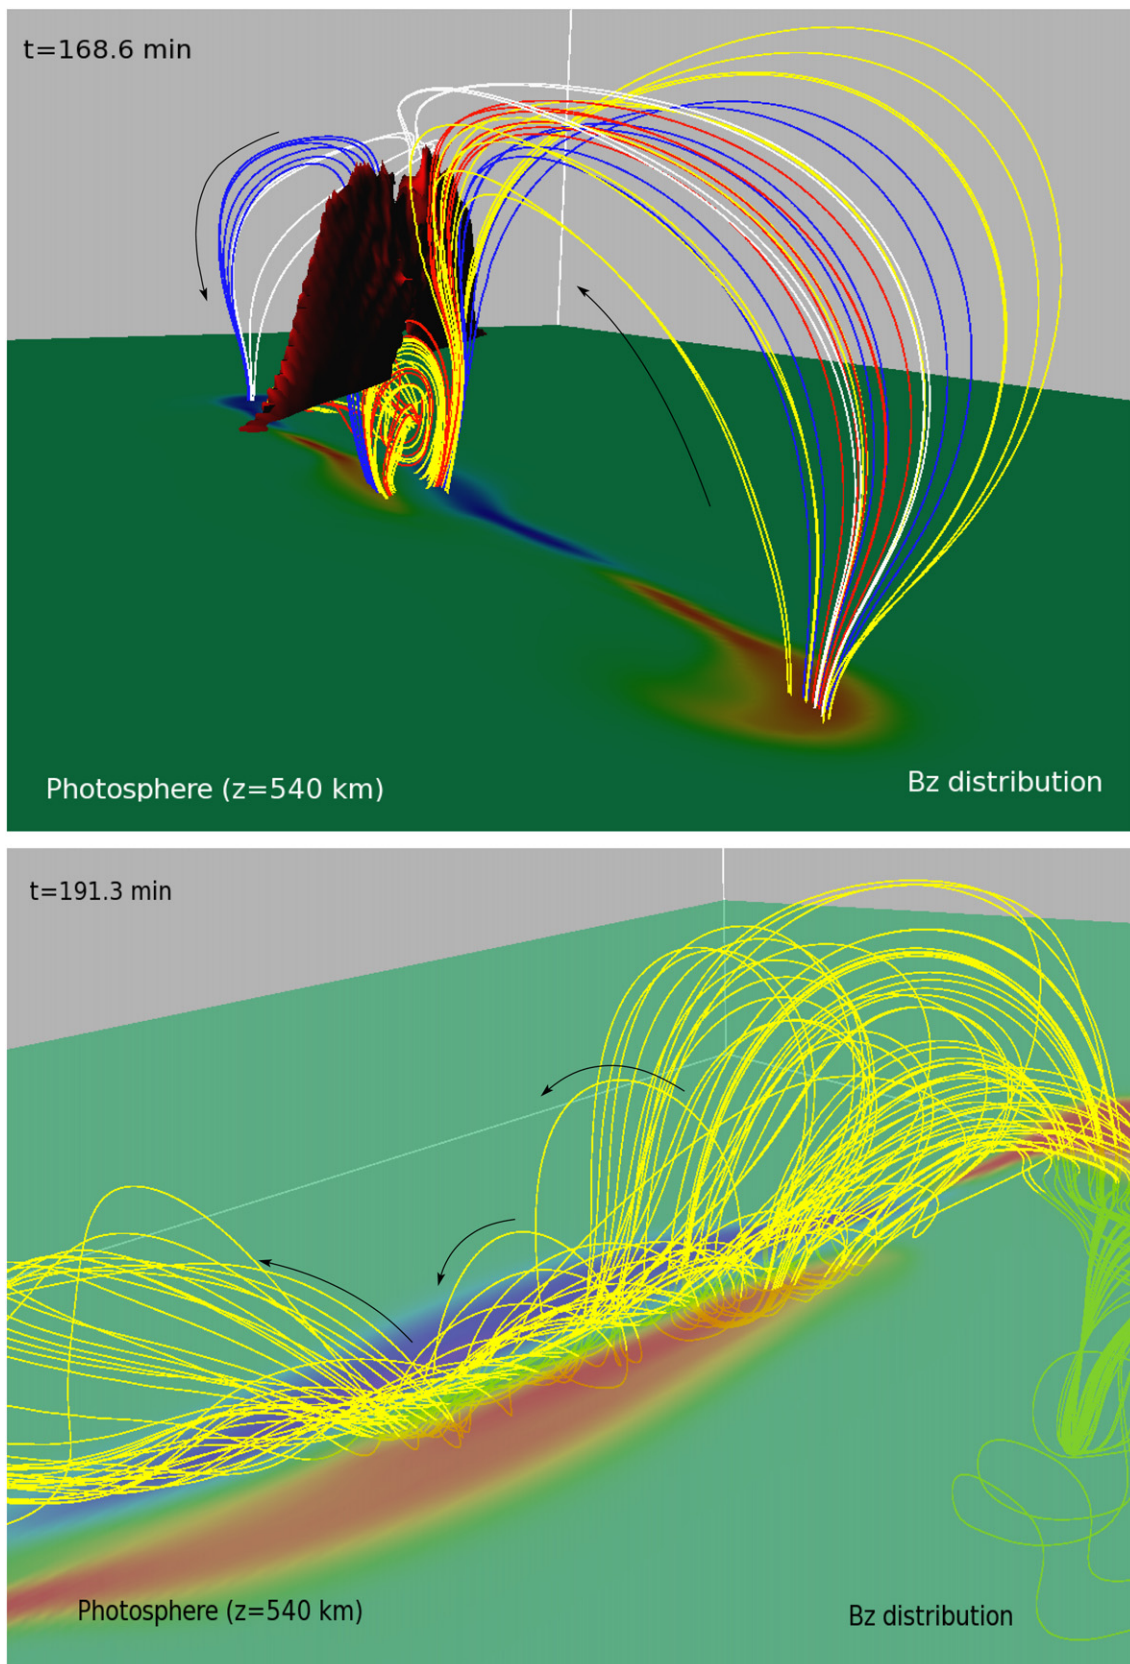 t=168.6 min
Photosphere (z=540 km)
Bz distribution
t=191.3 min
Photosphere (z=540 km)
Bz distribution